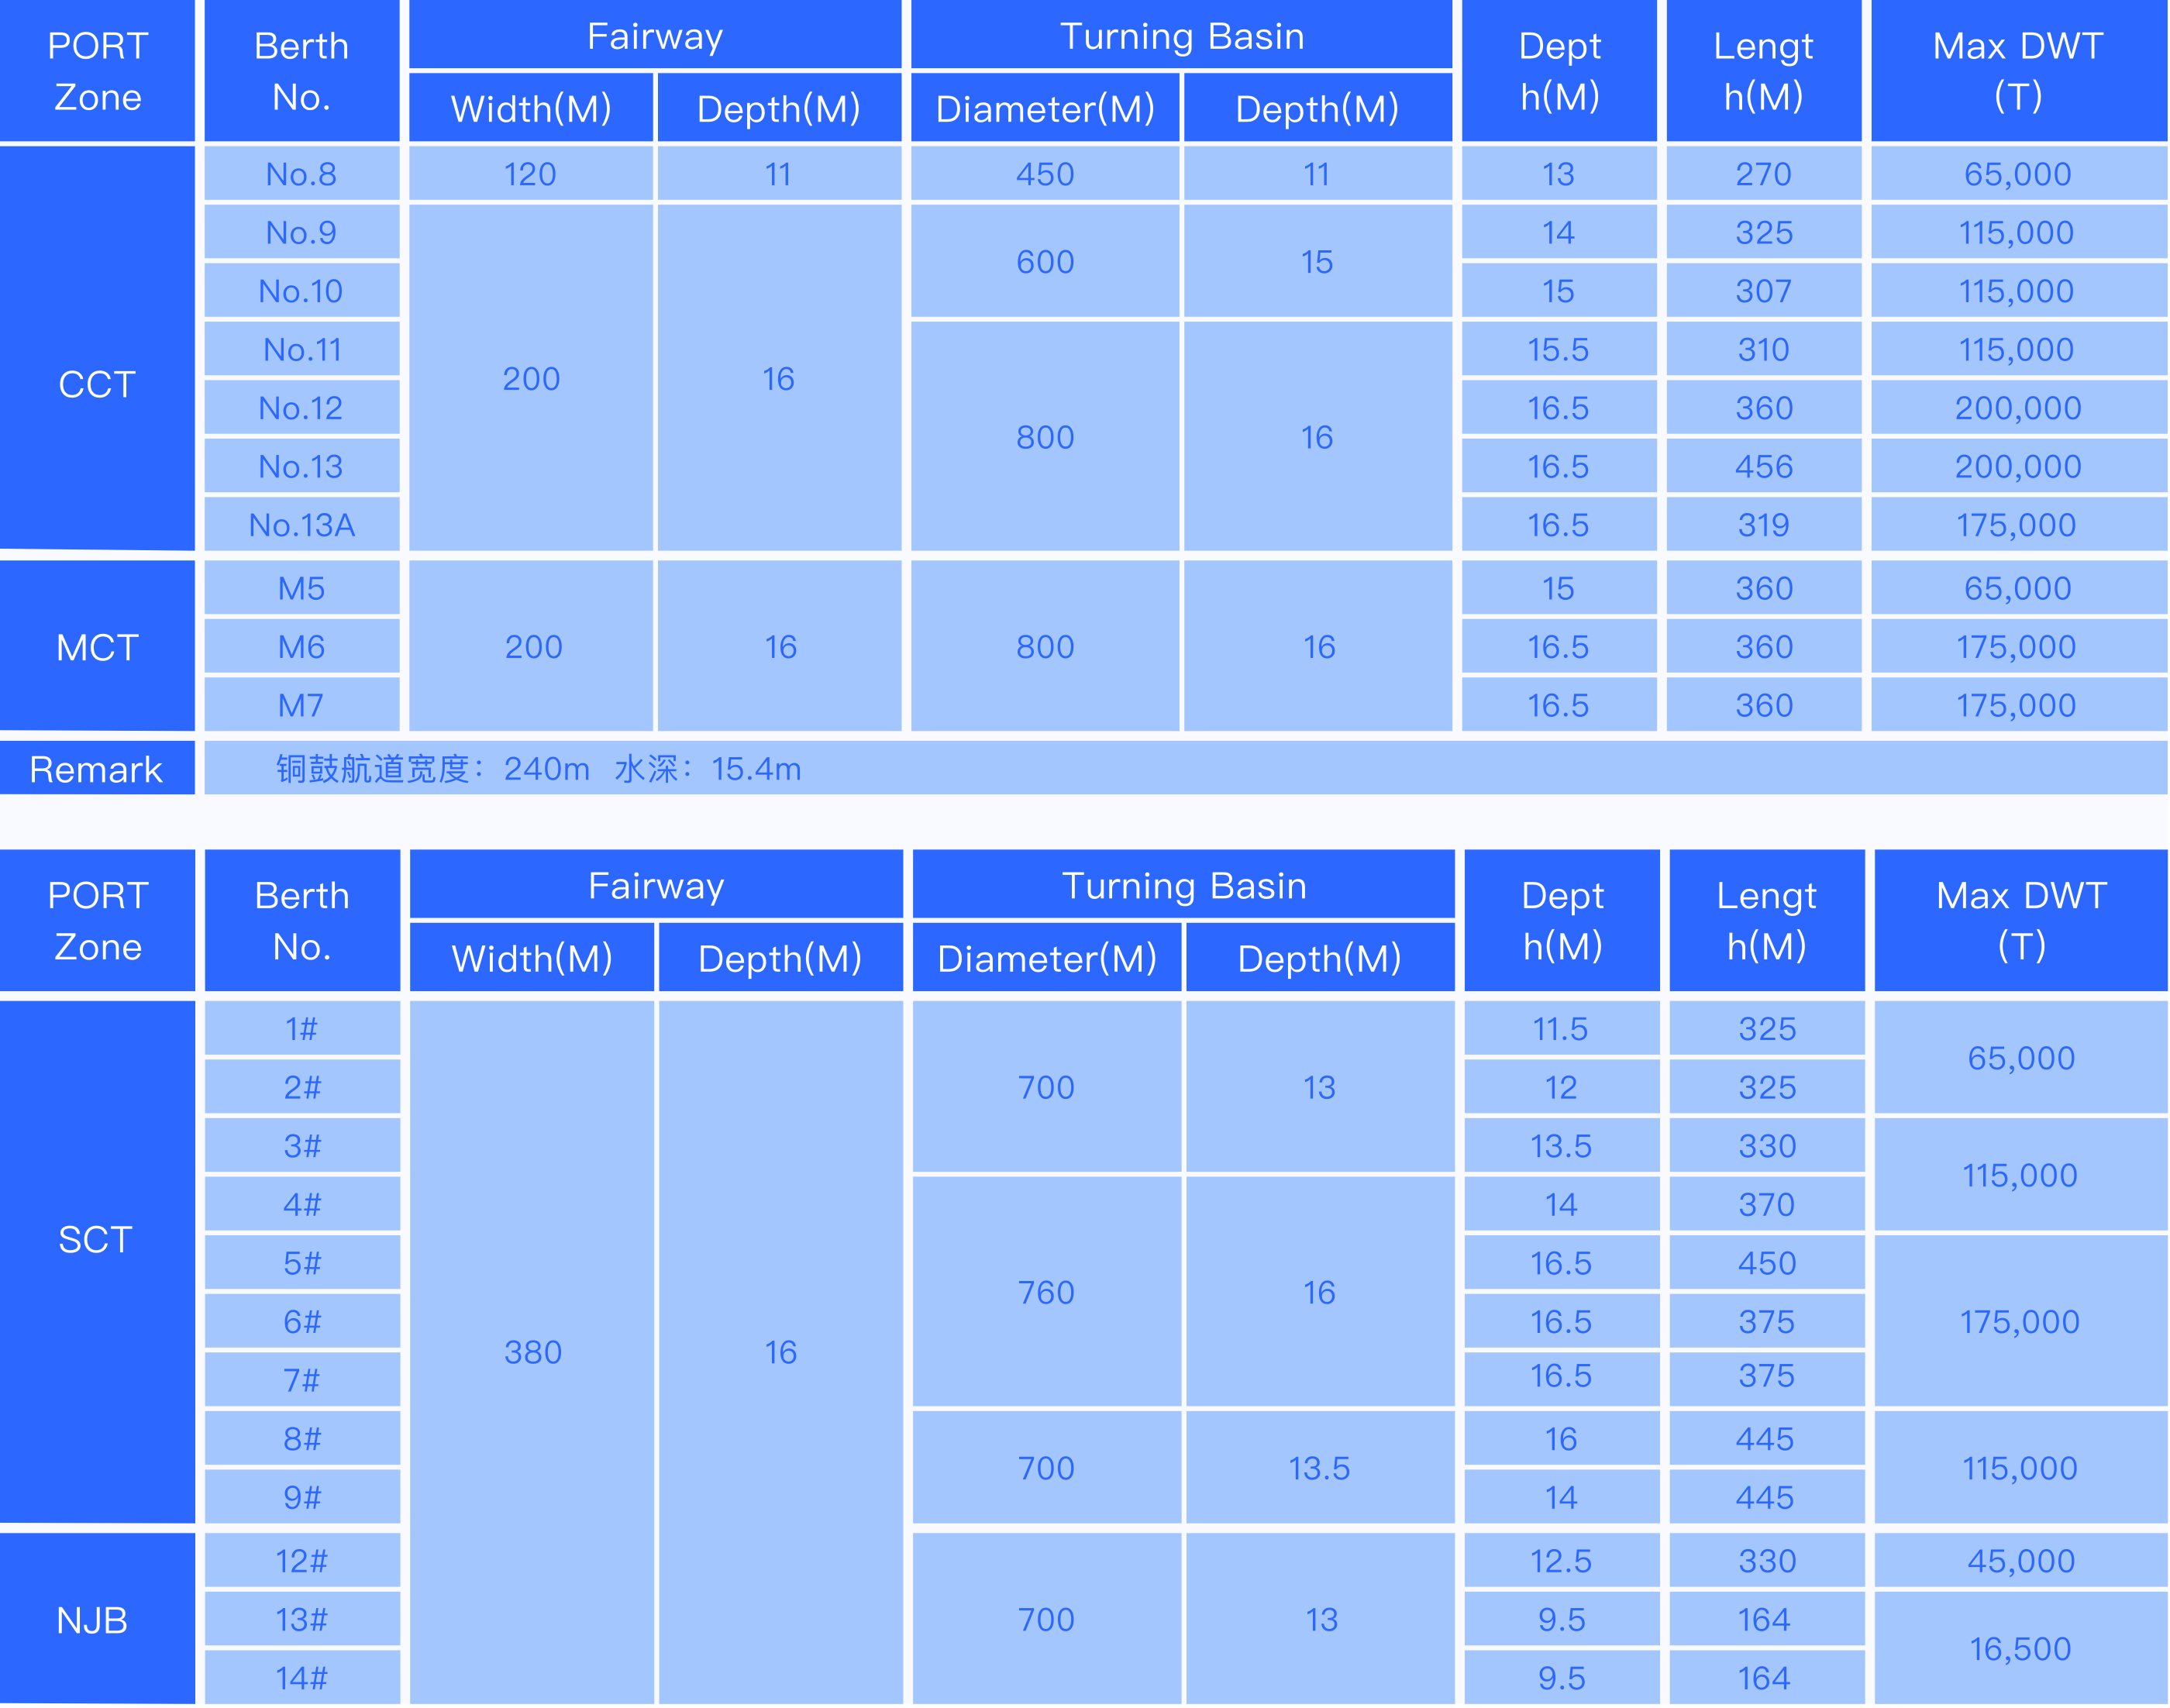 PORT Zone Berth No. Fairway Turning Basin Dept h(M) Lengt h(M) Max DWT (T)
Width(M) Depth(M) Diameter(M) Depth(M)
CCT
No.8 120 11 450 11 13 270 65,000
No.9 200 16 600 15 14 325 115,000
No.10 15 307 115,000
No.11 800 16 15.5 310 115,000
No.12 16.5 360 200,000
No.13 16.5 456 200,000
No.13A 16.5 319 175,000
MCT
M5 200 16 800 16 15 360 65,000
M6 16.5 360 175,000
M7 16.5 360 175,000
Remark 铜鼓航道宽度：240m 水深：15.4m
PORT Zone Berth No. Fairway Turning Basin Dept h(M) Lengt h(M) Max DWT (T)
Width(M) Depth(M) Diameter(M) Depth(M)
SCT
1# 380 16 700 13 11.5 325 65,000
2# 12 325
3# 13.5 330 115,000
4# 760 16 14 370
5# 16.5 450 175,000
6# 16.5 375
7# 16.5 375
8# 700 13.5 16 445 115,000
9# 14 445
NJB
12# 700 13 12.5 330 45,000
13# 9.5 164 16,500
14# 9.5 164